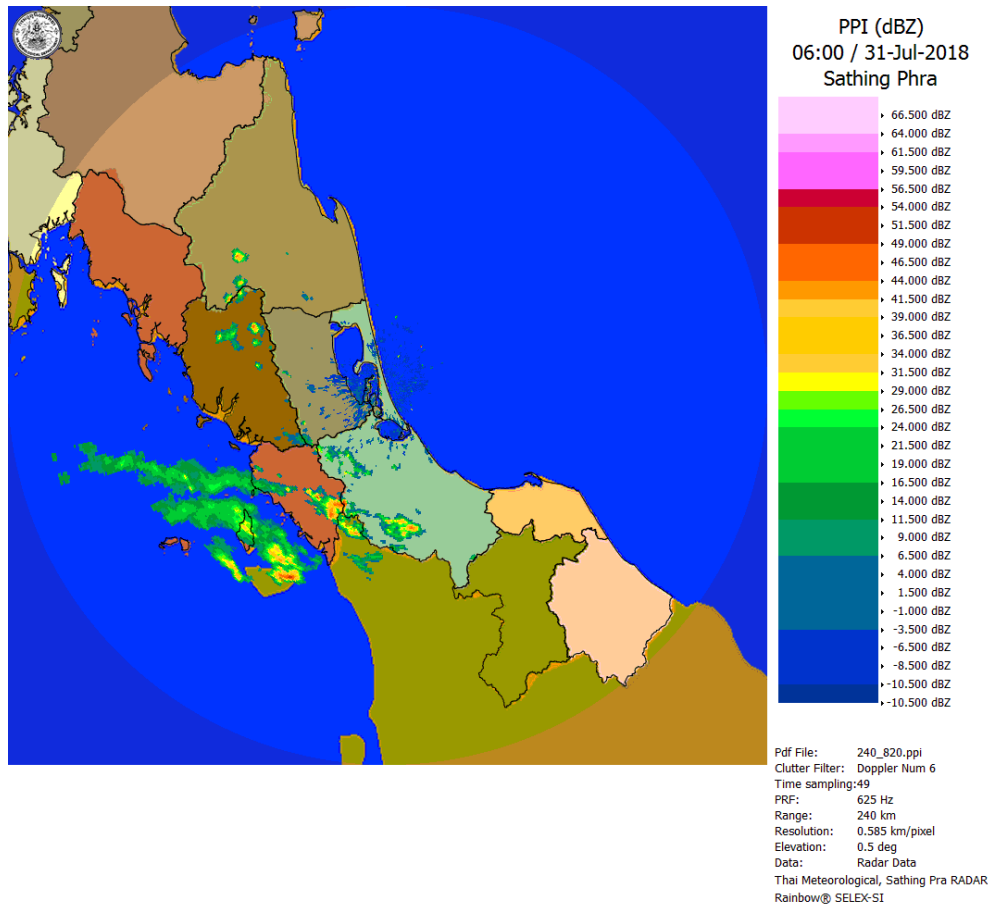 PPI (dBZ)
06:00 / 31-Jul-2018
Sathing Phra
66.500 dBZ
64.000 dBZ
61.500 dBZ
59.500 dBZ
56.500 dBZ
54.000 dBZ
51.500 dBZ
49.000 dBZ
46.500 dBZ
44.000 dBZ
41.500 dBZ
39.000 dBZ
36.500 dBZ
34.000 dBZ
31.500 dBZ
29.000 dBZ
26.500 dBZ
24.000 dBZ
21.500 dBZ
19.000 dBZ
16.500 dBZ
14.000 dBZ
11.500 dBZ
9.000 dBZ
6.500 dBZ
4.000 dBZ
1.500 dBZ
-1.000 dBZ
-3.500 dBZ
-6.500 dBZ
-8.500 dBZ
-10.500 dBZ
-10.500 dBZ
Pdf File: 240_820.ppi
Clutter Filter: Doppler Num 6
Time sampling:49
PRF: 625 Hz
Range: 240 km
Resolution: 0.585 km/pixel
Elevation: 0.5 deg
Data: Radar Data
Thai Meteorological, Sathing Pra RADAR
Rainbow® SELEX-SI